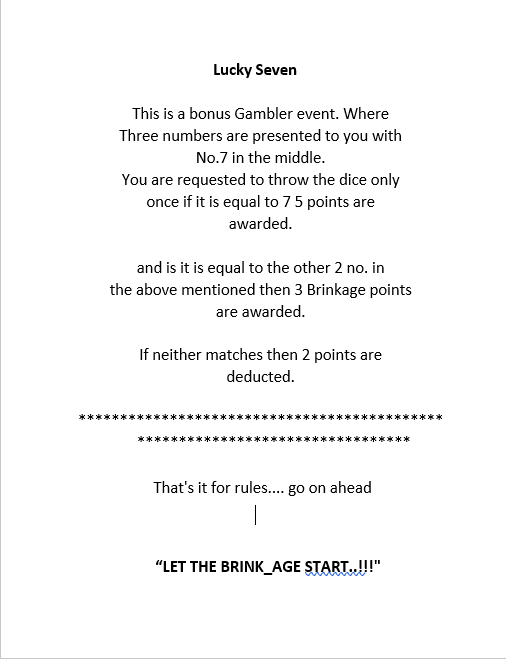 Lucky Seven
This is a bonus Gambler event. Where
Three numbers are presented to you with
No.7 in the middle.
You are requested to throw the dice only
once if it is equal to 7 5 points are
awarded.
and is it is equal to the other 2 no. in
the above mentioned then 3 Brinkage points
are awarded.
If neither matches then 2 points are
deducted.
********************************************
*********************************
That's it for rules.... go on ahead
“LET THE BRINK_AGE START..!!!"